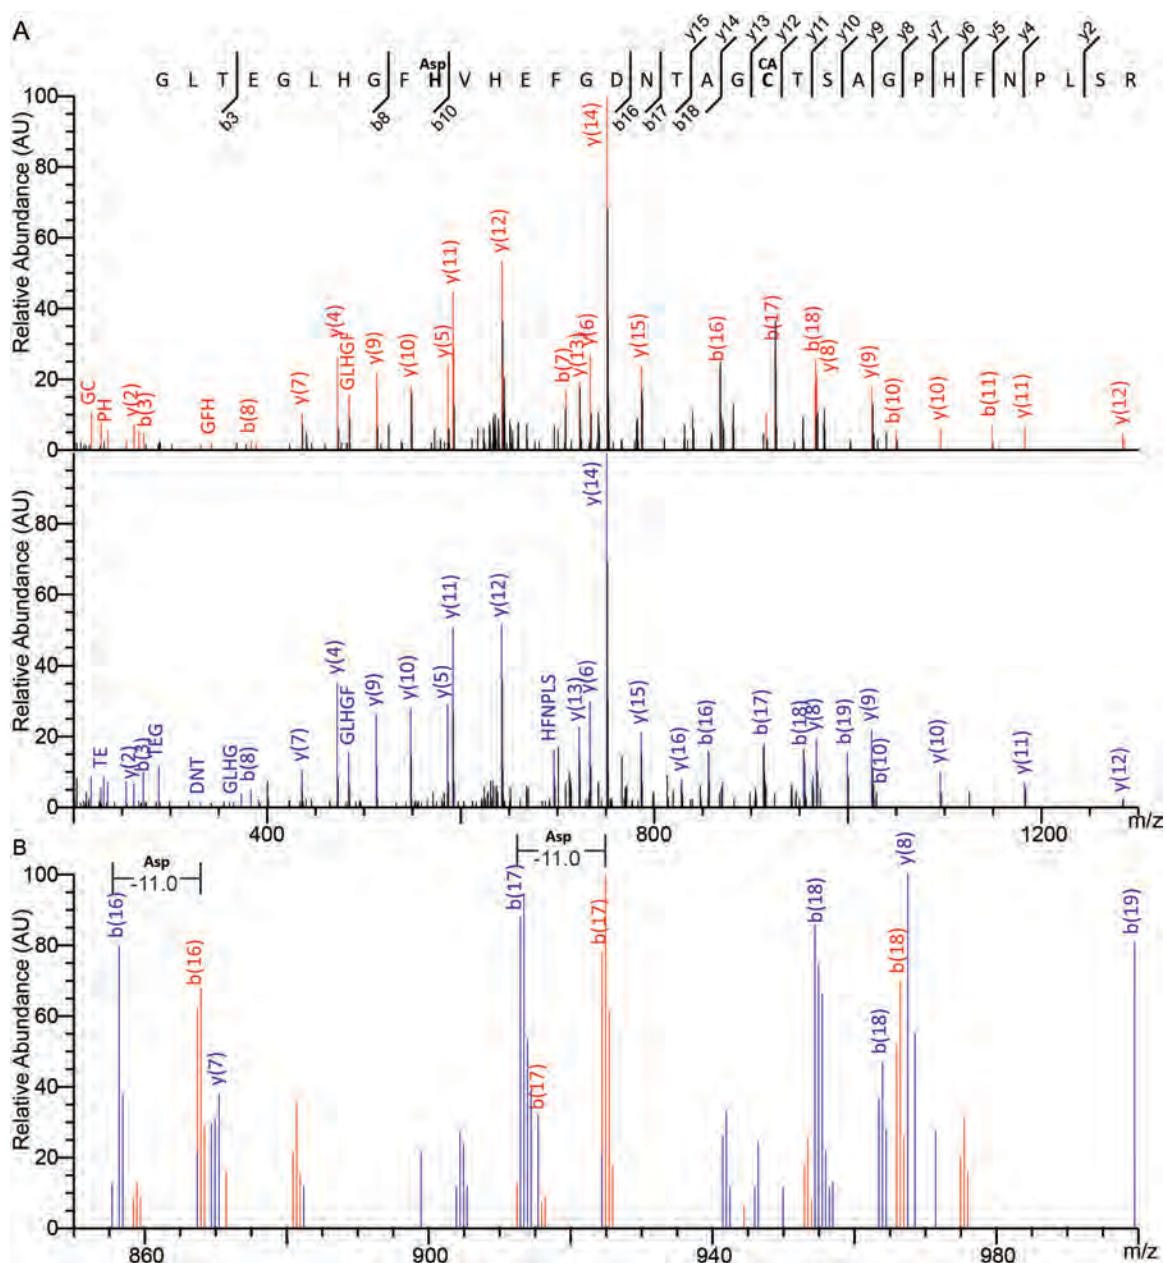 A
y15 y14 y13 y12 y11 y10 y9 y8 y7 y6 y5 y4 y2
Asp CA
G L T E G L H G F H V H E F G D N T A G C T S A G P H F N P L S R
b3 b8 b10 b16 b17 b18
Relative Abundance (AU)
100
80
60
40
20
0
GC PH y(2) b(3) GFH b(8) y(7) y(4) GLHGF y(9) y(10) y(5) y(11) y(12) b(7) y(13) y(6) y(14) y(15) b(16) b(17) b(18) y(8) y(9) b(10) y(10) b(11) y(11) y(12)
Relative Abundance (AU)
80
60
40
20
0
TE y(2) b(3) TEG DNT GLHG b(8) y(7) y(4) GLHGF y(9) y(10) y(5) y(11) y(12) HFNPLS y(13) y(6) y(14) y(15) y(16) b(16) b(17) b(18) y(8) b(19) y(9) b(10) y(10) y(11) y(12)
400 800 1200 m/z
B
Asp
-11.0
Asp
-11.0
Relative Abundance (AU)
100
80
60
40
20
0
b(16) b(16) y(7) b(17) b(17) b(17) b(18) b(18) b(18) y(8) b(19)
860 900 940 980 m/z